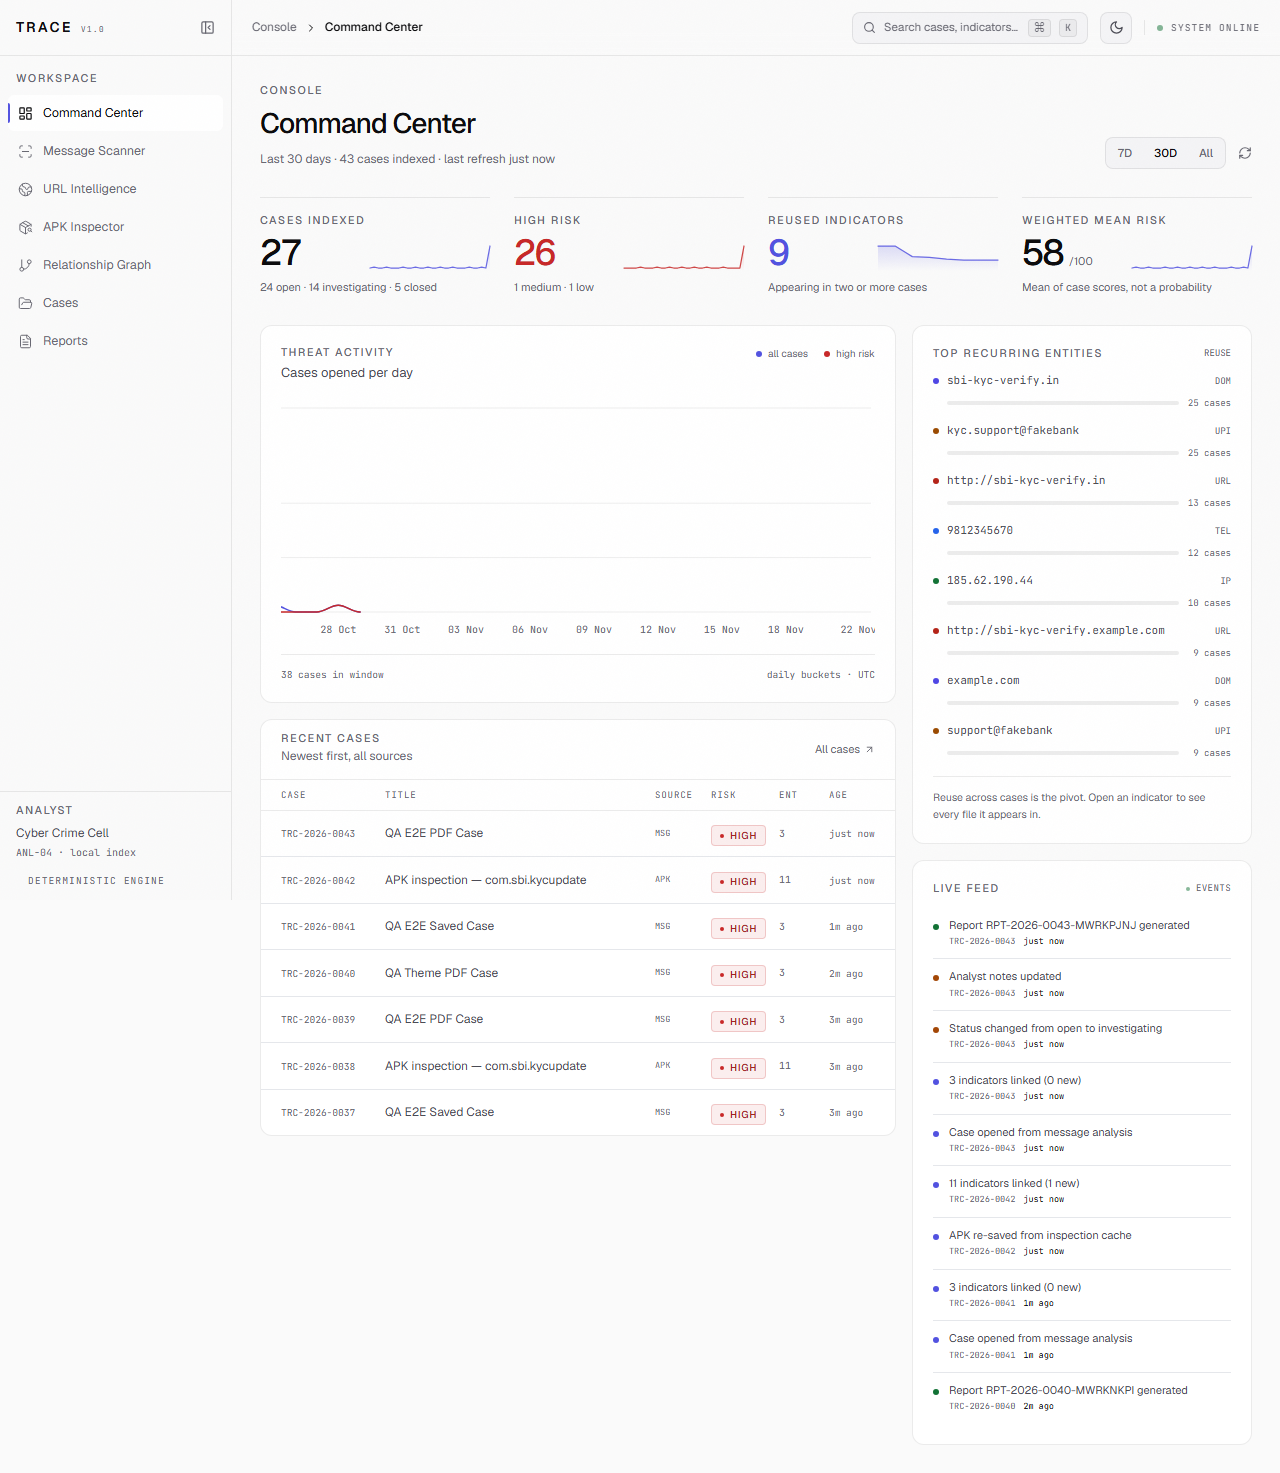 TRACE V1.0
Console > Command Center
Search cases, indicators... ⌘ K
SYSTEM ONLINE
WORKSPACE
Command Center
Message Scanner
URL Intelligence
APK Inspector
Relationship Graph
Cases
Reports
ANALYST
Cyber Crime Cell
ANL-04 · local index
DETERMINISTIC ENGINE
CONSOLE
Command Center
Last 30 days · 43 cases indexed · last refresh just now
7D 30D All
CASES INDEXED
27
24 open · 14 investigating · 5 closed
HIGH RISK
26
1 medium · 1 low
REUSED INDICATORS
9
Appearing in two or more cases
WEIGHTED MEAN RISK
58 /100
Mean of case scores, not a probability
THREAT ACTIVITY
Cases opened per day
all cases high risk
28 Oct 31 Oct 03 Nov 06 Nov 09 Nov 12 Nov 15 Nov 18 Nov 22 Nov
38 cases in window daily buckets · UTC
RECENT CASES
Newest first, all sources
All cases
CASE TITLE SOURCE RISK ENT AGE
TRC-2026-0043 QA E2E PDF Case MSG HIGH 3 just now
TRC-2026-0042 APK inspection — com.sbi.kycupdate APK HIGH 11 just now
TRC-2026-0041 QA E2E Saved Case MSG HIGH 3 1m ago
TRC-2026-0040 QA Theme PDF Case MSG HIGH 3 2m ago
TRC-2026-0039 QA E2E PDF Case MSG HIGH 3 3m ago
TRC-2026-0038 APK inspection — com.sbi.kycupdate APK HIGH 11 3m ago
TRC-2026-0037 QA E2E Saved Case MSG HIGH 3 3m ago
TOP RECURRING ENTITIES REUSE
sbi-kyc-verify.in DOM
25 cases
kyc.support@fakebank UPI
25 cases
http://sbi-kyc-verify.in URL
13 cases
9812345670 TEL
12 cases
185.62.190.44 IP
10 cases
http://sbi-kyc-verify.example.com URL
9 cases
example.com DOM
9 cases
support@fakebank UPI
9 cases
Reuse across cases is the pivot. Open an indicator to see
every file it appears in.
LIVE FEED EVENTS
Report RPT-2026-0043-MWRKPJNJ generated
TRC-2026-0043 just now
Analyst notes updated
TRC-2026-0043 just now
Status changed from open to investigating
TRC-2026-0043 just now
3 indicators linked (0 new)
TRC-2026-0043 just now
Case opened from message analysis
TRC-2026-0043 just now
11 indicators linked (1 new)
TRC-2026-0042 just now
APK re-saved from inspection cache
TRC-2026-0042 just now
3 indicators linked (0 new)
TRC-2026-0041 1m ago
Case opened from message analysis
TRC-2026-0041 1m ago
Report RPT-2026-0040-MWRKNKPI generated
TRC-2026-0040 2m ago